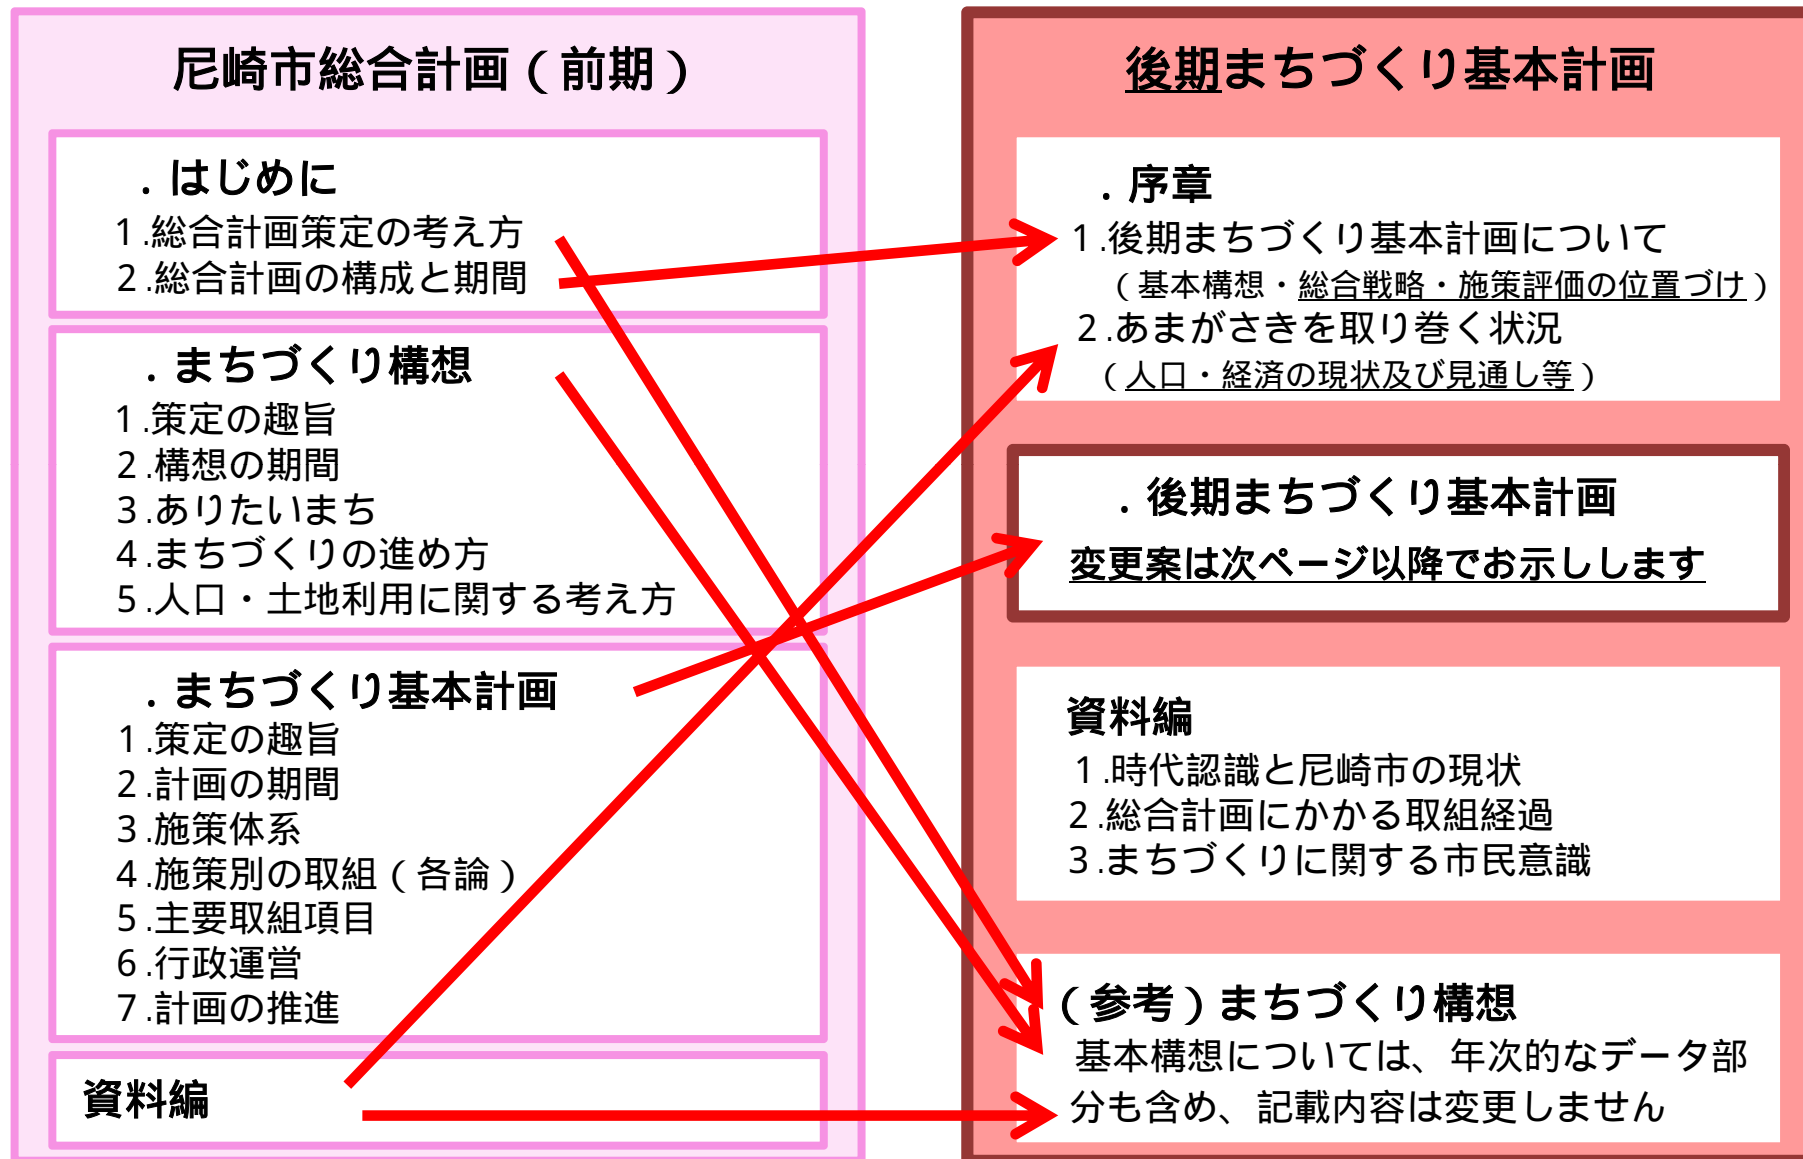 尼崎市総合計画（前期）
．はじめに
１.総合計画策定の考え方
２.総合計画の構成と期間
．まちづくり構想
１.策定の趣旨
２.構想の期間
３.ありたいまち
４.まちづくりの進め方
５.人口・土地利用に関する考え方
．まちづくり基本計画
１.策定の趣旨
２.計画の期間
３.施策体系
４.施策別の取組（各論）
５.主要取組項目
６.行政運営
７.計画の推進
資料編
後期まちづくり基本計画
．序章
１.後期まちづくり基本計画について
（基本構想・総合戦略・施策評価の位置づけ）
２.あまがさきを取り巻く状況
（人口・経済の現状及び見通し等）
．後期まちづくり基本計画
変更案は次ページ以降でお示しします
資料編
１.時代認識と尼崎市の現状
２.総合計画にかかる取組経過
３.まちづくりに関する市民意識
（参考）まちづくり構想
基本構想については、年次的なデータ部
分も含め、記載内容は変更しません